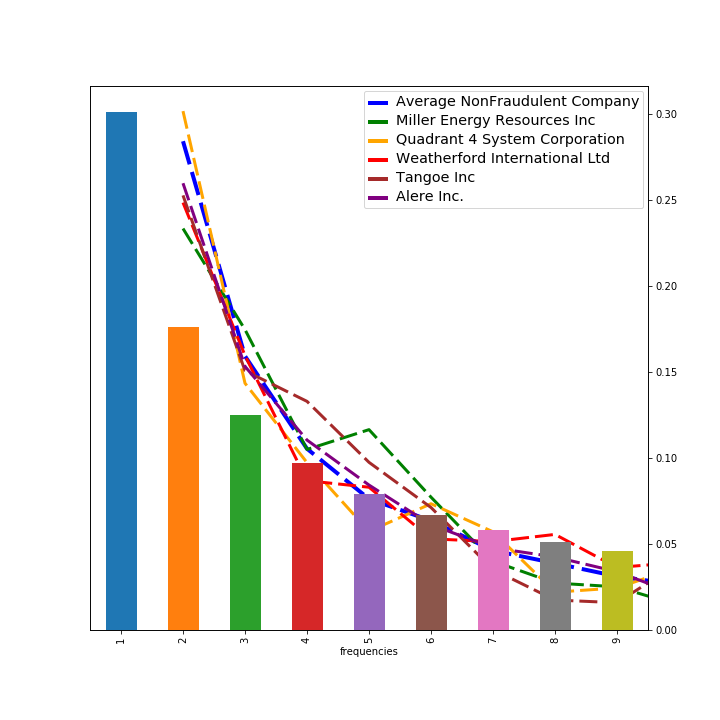 Average NonFraudulent Company
Miller Energy Resources Inc
Quadrant 4 System Corporation
Weatherford International Ltd
Tangoe Inc
Alere Inc.
0.30
0.25
0.20
0.15
0.10
0.05
0.00
1 2 3 4 5 6 7 8 9
frequencies